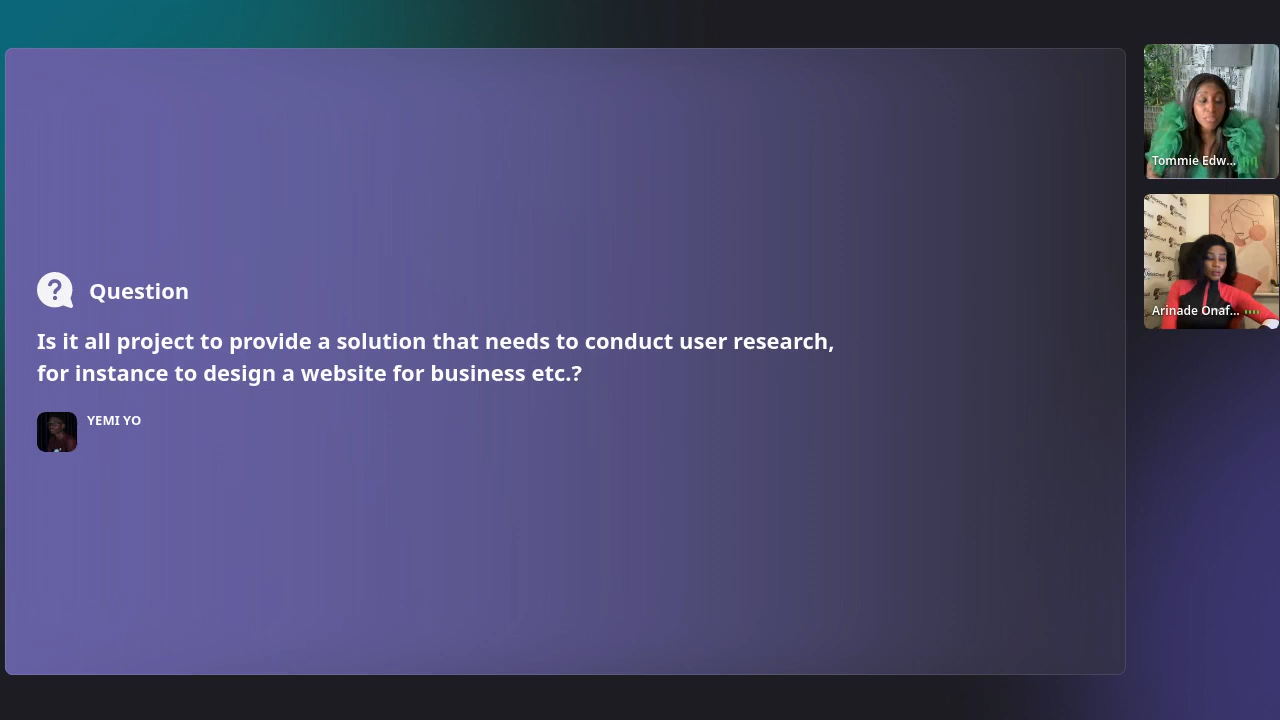 Question
Is it all project to provide a solution that needs to conduct user research,
for instance to design a website for business etc.?
YEMI YO
Tommie Edw...
Arinade Onaf...